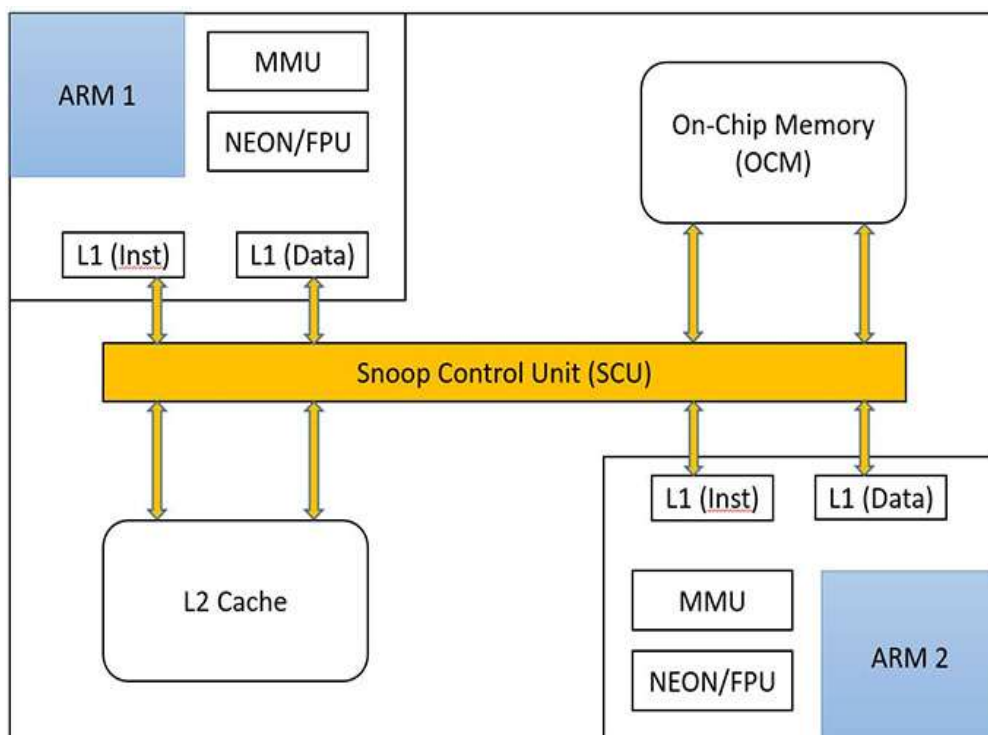 ARM 1
MMU
NEON/FPU
L1 (Inst)
L1 (Data)
On-Chip Memory
(OCM)
Snoop Control Unit (SCU)
L2 Cache
L1 (Inst)
L1 (Data)
MMU
NEON/FPU
ARM 2